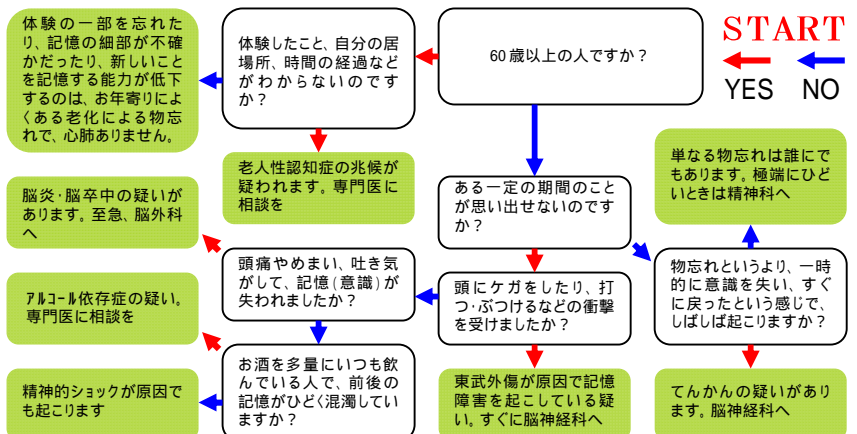 体験の一部を忘れた
り、記憶の細部が不確
かだったり、新しいこと
を記憶する能力が低下
するのは、お年寄りによ
くある老化による物忘
れで、心肺ありません。
体験したこと、自分の居
場所、時間の経過など
がわからないのです
か？
60歳以上の人ですか？
START
YES NO
老人性認知症の兆候が
疑われます。専門医に
相談を
単なる物忘れは誰にで
もあります。極端にひど
いときは精神科へ
脳炎・脳卒中の疑いが
あります。至急、脳外科
へ
ある一定の期間のこと
が思い出せないのです
か？
頭痛やめまい、吐き気
がして、記憶（意識）が
失われましたか？
頭にケガをしたり、打
つ・ぶつけるなどの衝撃
を受けましたか？
物忘れというより、一時
的に意識を失い、すぐ
に戻ったという感じで、
しばしば起こりますか？
アルコール依存症の疑い。
専門医に相談を
お酒を多量にいつも飲
んでいる人で、前後の
記憶がひどく混濁してい
ますか？
精神的ショックが原因で
も起こります
東武外傷が原因で記憶
障害を起こしている疑
い。すぐに脳神経科へ
てんかんの疑いがあり
ます。脳神経科へ